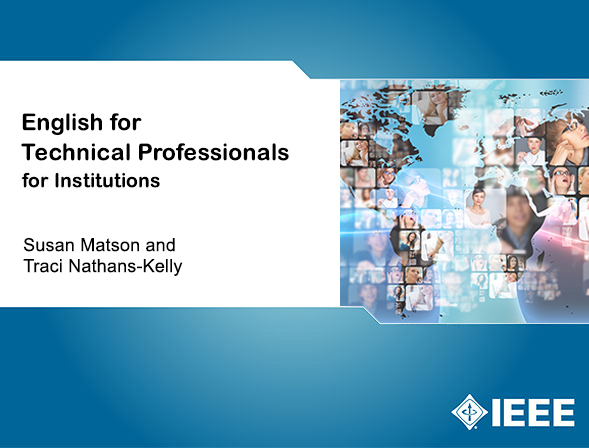 English for
Technical Professionals
for Institutions
Susan Matson and
Traci Nathans-Kelly
IEEE